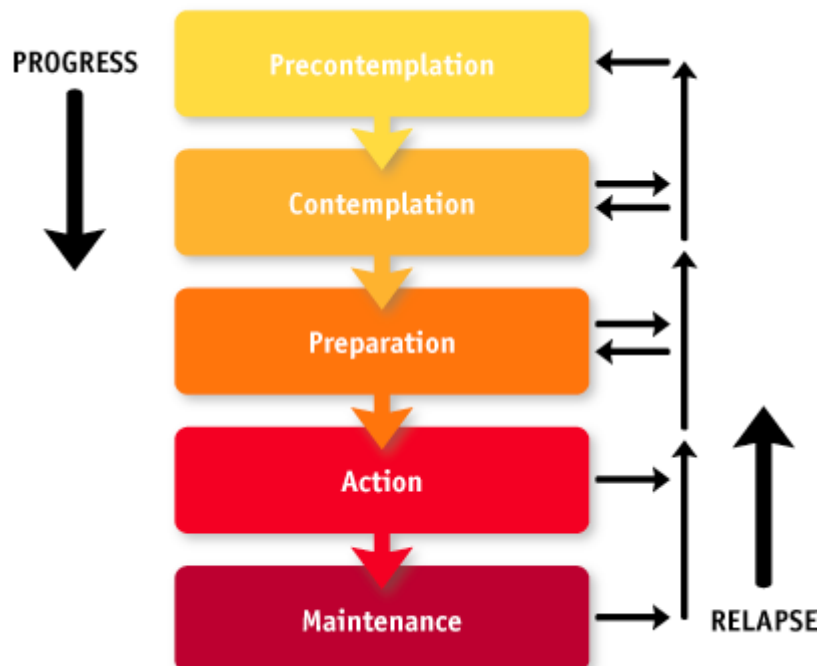 Precontemplation
PROGRESS
Contemplation
Preparation
Action
Maintenance
RELAPSE